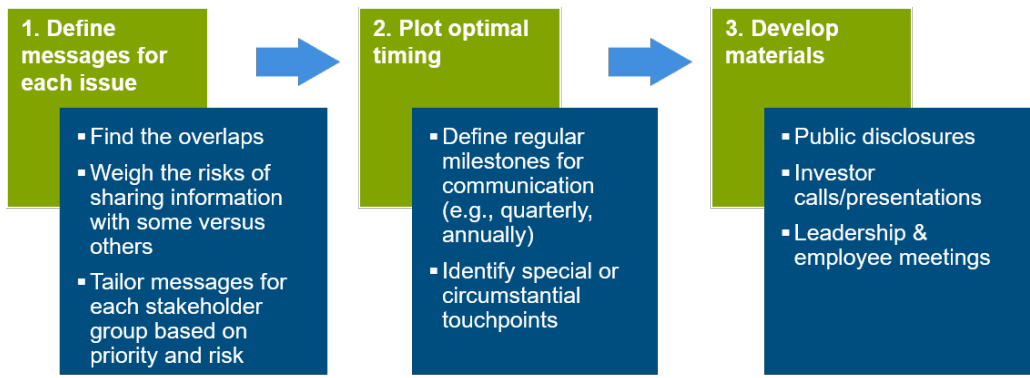 1. Define
messages for
each issue
▪ Find the overlaps
▪ Weigh the risks of
sharing information
with some versus
others
▪ Tailor messages for
each stakeholder
group based on
priority and risk
2. Plot optimal
timing
▪ Define regular
milestones for
communication
(e.g., quarterly,
annually)
▪ Identify special or
circumstantial
touchpoints
3. Develop
materials
▪ Public disclosures
▪ Investor
calls/presentations
▪ Leadership &
employee meetings